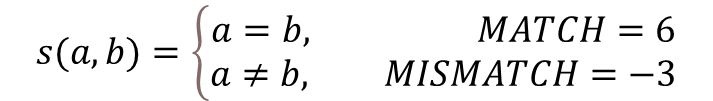 s(a, b) = { a = b, MATCH = 6
a ≠ b, MISMATCH = −3